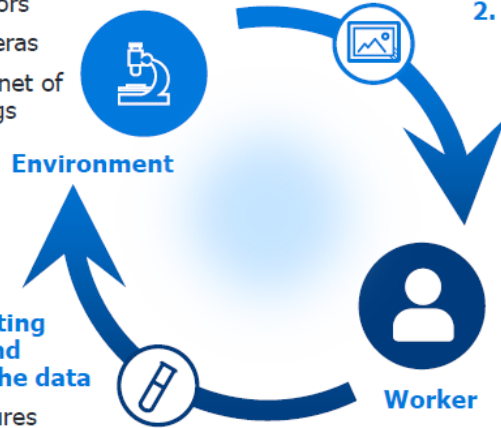 ors
eras
net of
gs
2.
Environment
ting
nd
he data
ures
Worker